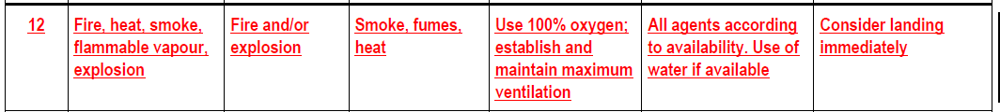 12
Fire, heat, smoke,
flammable vapour,
explosion
Fire and/or
explosion
Smoke, fumes,
heat
Use 100% oxygen;
establish and
maintain maximum
ventilation
All agents according
to availability. Use of
water if available
Consider landing
immediately